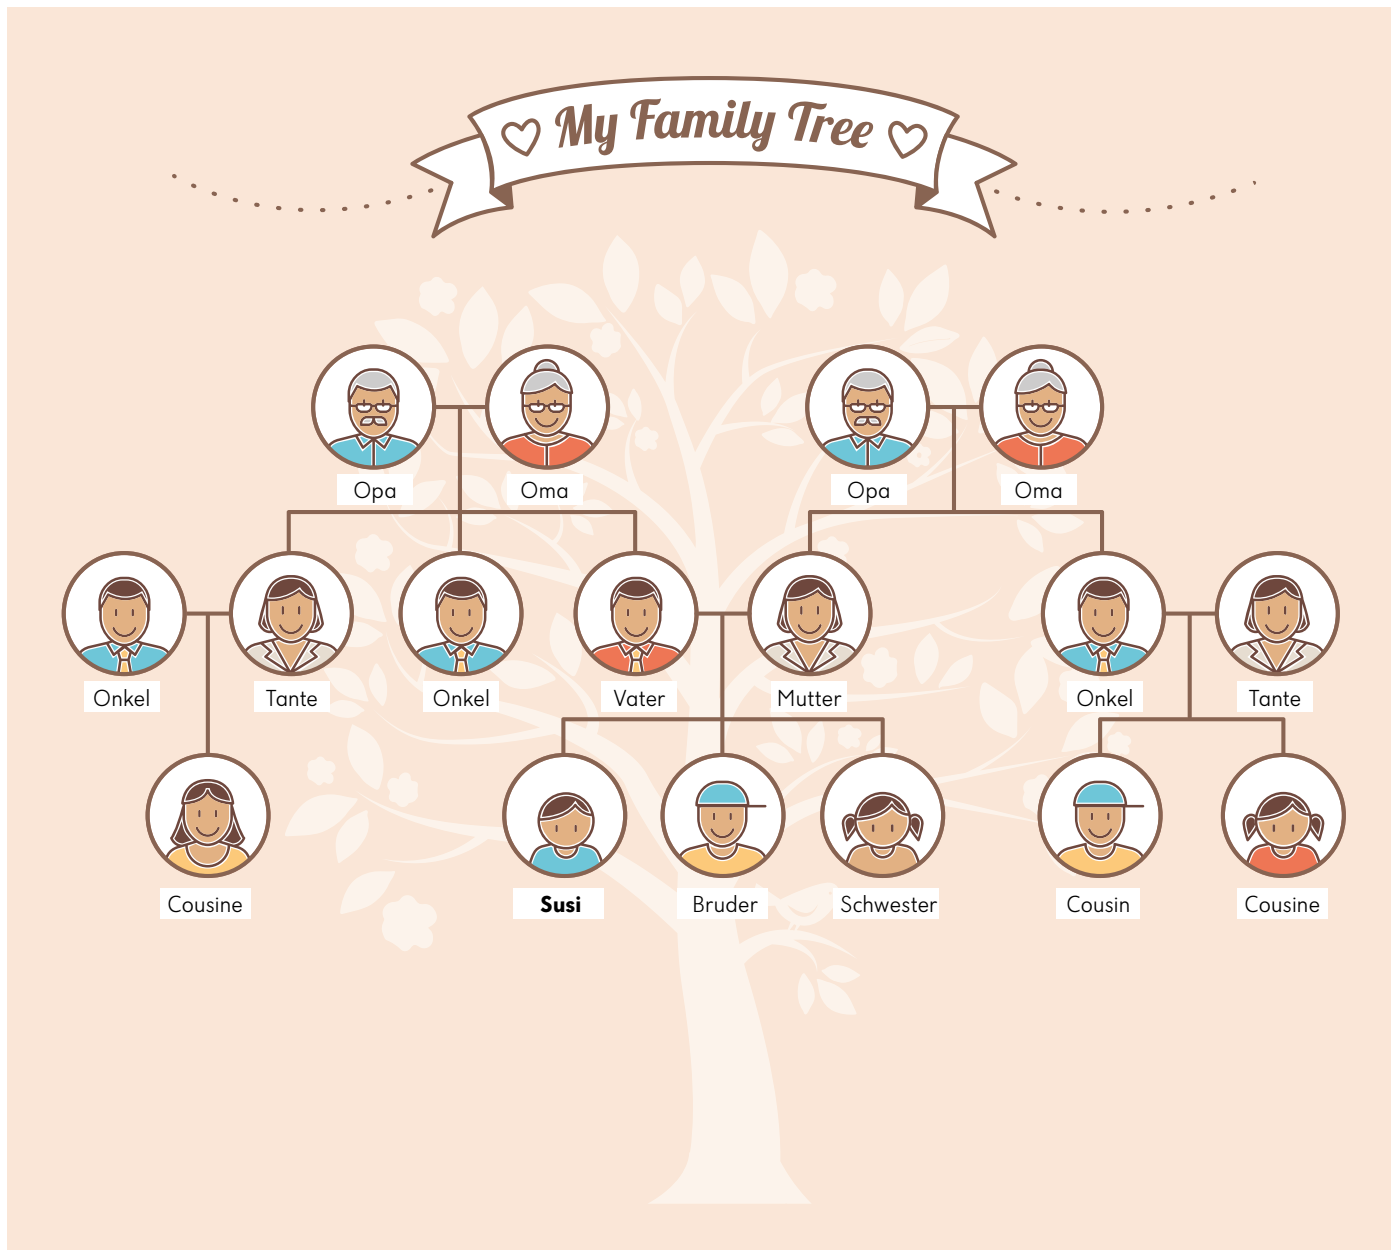 My Family Tree
Opa Oma Opa Oma
Onkel Tante Onkel Vater Mutter Onkel Tante
Cousine Susi Bruder Schwester Cousin Cousine